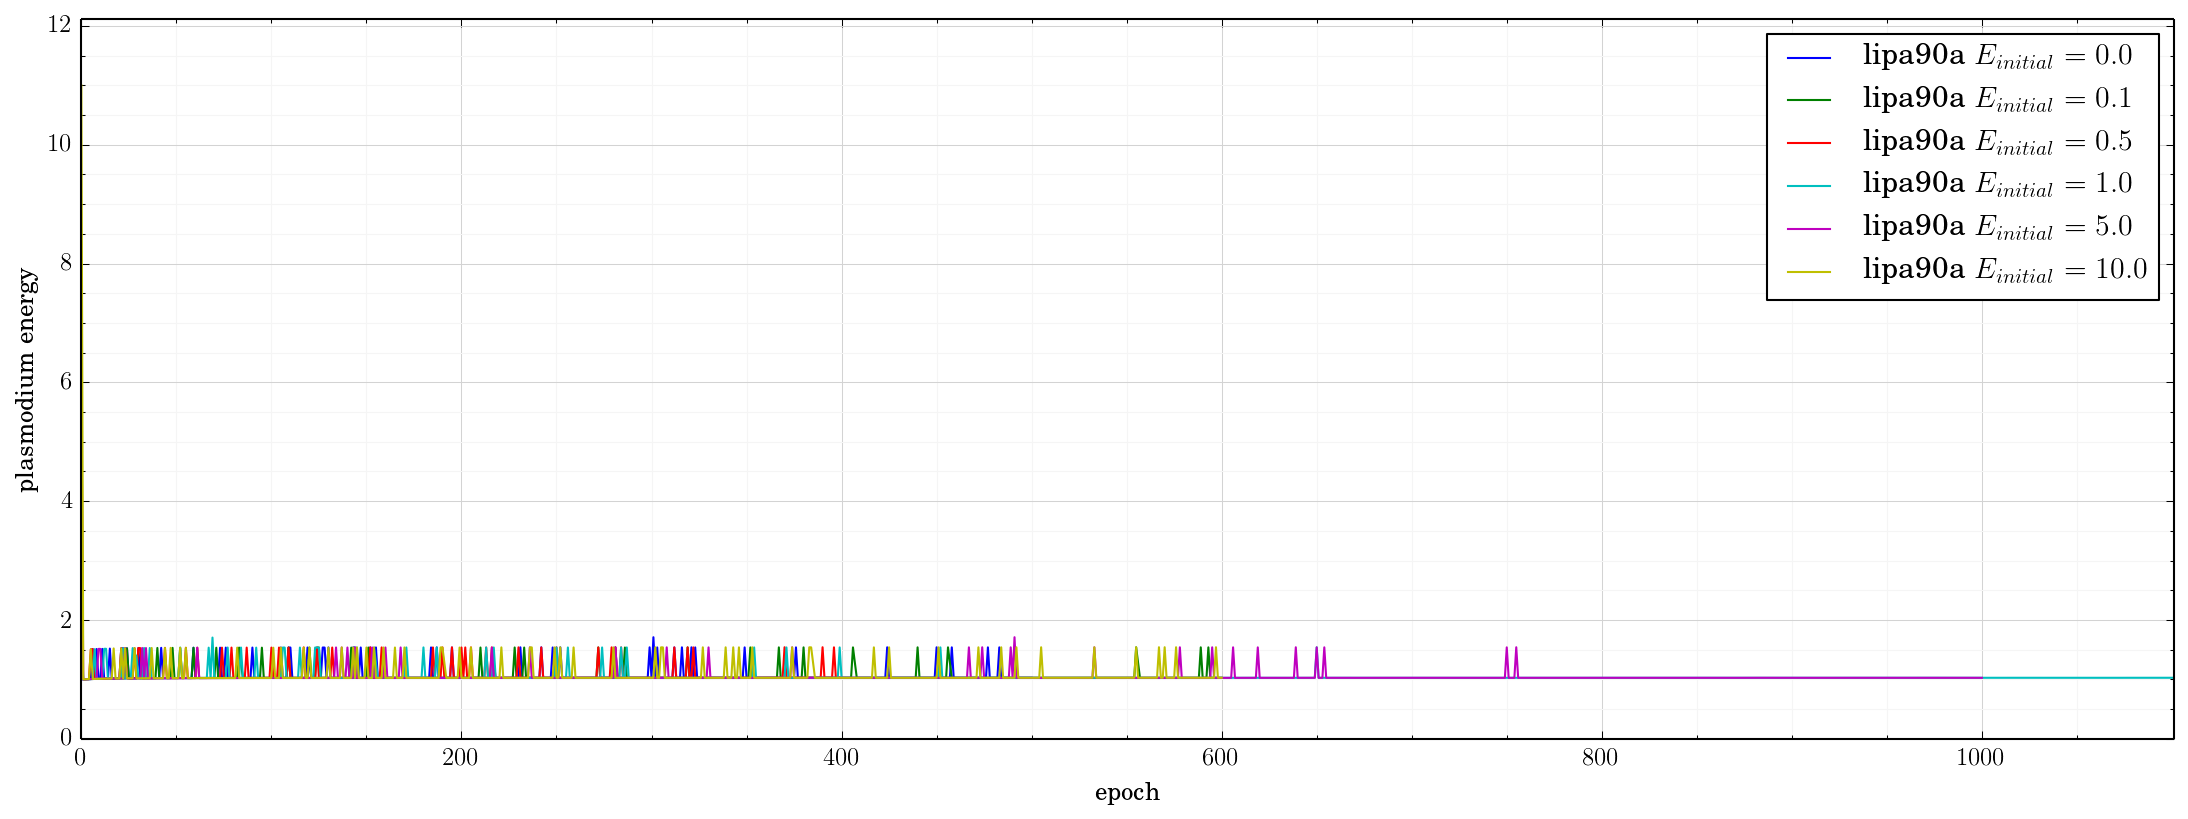 12
10
8
6
4
2
0
plasmodium energy
0 200 400 600 800 1000
epoch
lipa90a E_initial = 0.0
lipa90a E_initial = 0.1
lipa90a E_initial = 0.5
lipa90a E_initial = 1.0
lipa90a E_initial = 5.0
lipa90a E_initial = 10.0